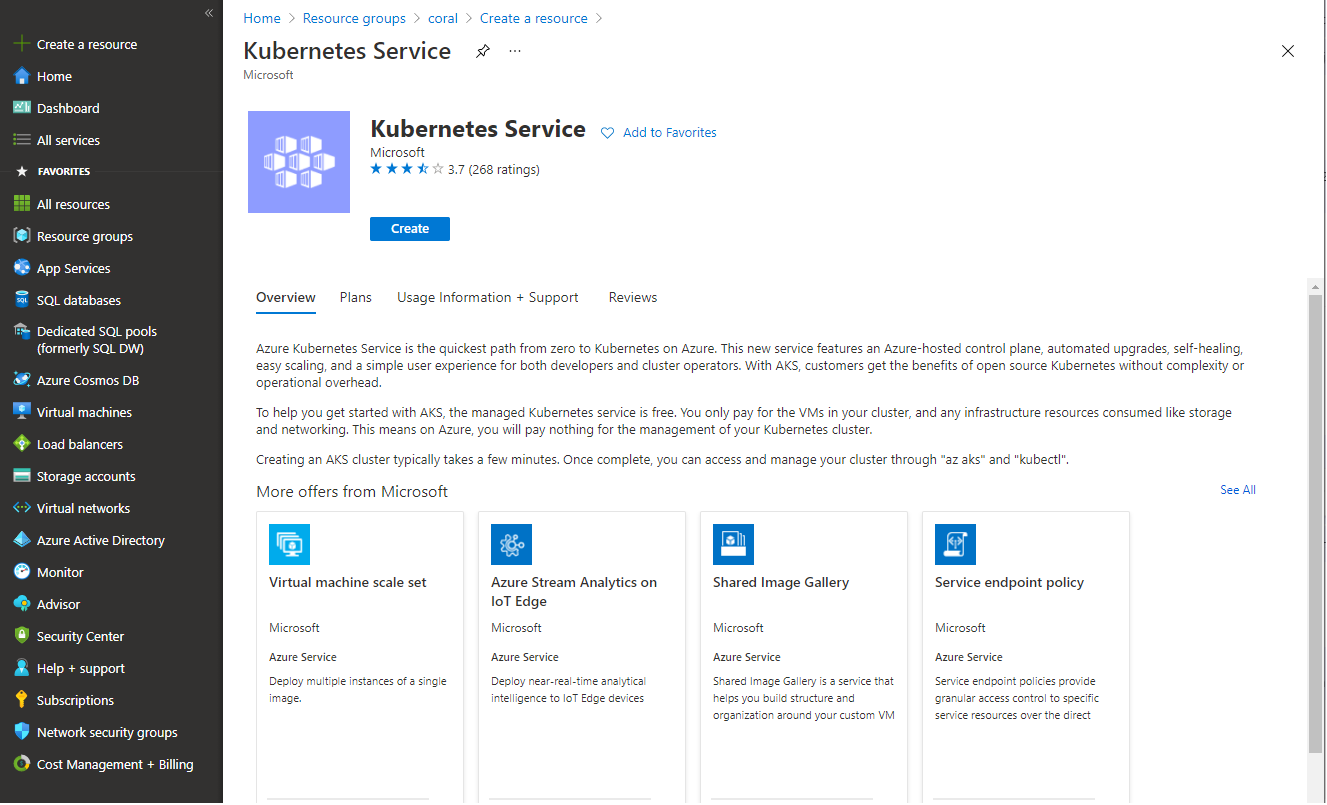 «
Create a resource
Home
Dashboard
All services
FAVORITES
All resources
Resource groups
App Services
SQL databases
SQL
Dedicated SQL pools
(formerly SQL DW)
Azure Cosmos DB
Virtual machines
Load balancers
Storage accounts
Virtual networks
Azure Active Directory
Monitor
Advisor
Security Center
Help + support
Subscriptions
Network security groups
Cost Management + Billing
Home > Resource groups > coral > Create a resource >
Kubernetes Service ...
Microsoft
Kubernetes Service Add to Favorites
Microsoft
3.7 (268 ratings)
Create
Overview Plans Usage Information + Support Reviews
Azure Kubernetes Service is the quickest path from zero to Kubernetes on Azure. This new service features an Azure-hosted control plane, automated upgrades, self-healing,
easy scaling, and a simple user experience for both developers and cluster operators. With AKS, customers get the benefits of open source Kubernetes without complexity or
operational overhead.
To help you get started with AKS, the managed Kubernetes service is free. You only pay for the VMs in your cluster, and any infrastructure resources consumed like storage
and networking. This means on Azure, you will pay nothing for the management of your Kubernetes cluster.
Creating an AKS cluster typically takes a few minutes. Once complete, you can access and manage your cluster through "az aks" and "kubectl".
More offers from Microsoft See All
Virtual machine scale set
Microsoft
Azure Service
Deploy multiple instances of a single
image.
Azure Stream Analytics on
IoT Edge
Microsoft
Azure Service
Deploy near-real-time analytical
intelligence to IoT Edge devices
Shared Image Gallery
Microsoft
Azure Service
Shared Image Gallery is a service that
helps you build structure and
organization around your custom VM
Service endpoint policy
Microsoft
Azure Service
Service endpoint policies provide
granular access control to specific
service resources over the direct